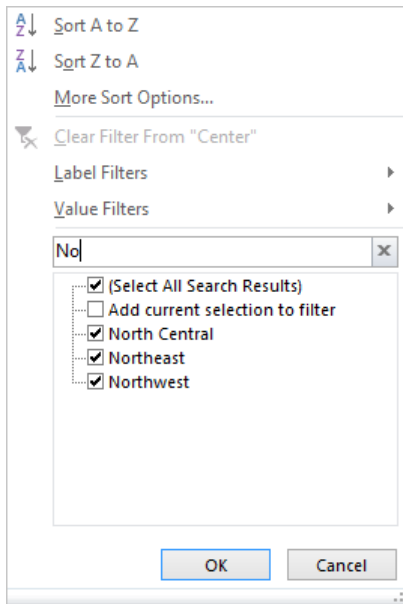 Sort A to Z
Sort Z to A
More Sort Options...
Clear Filter From "Center"
Label Filters
Value Filters
No
(Select All Search Results)
Add current selection to filter
North Central
Northeast
Northwest
OK Cancel